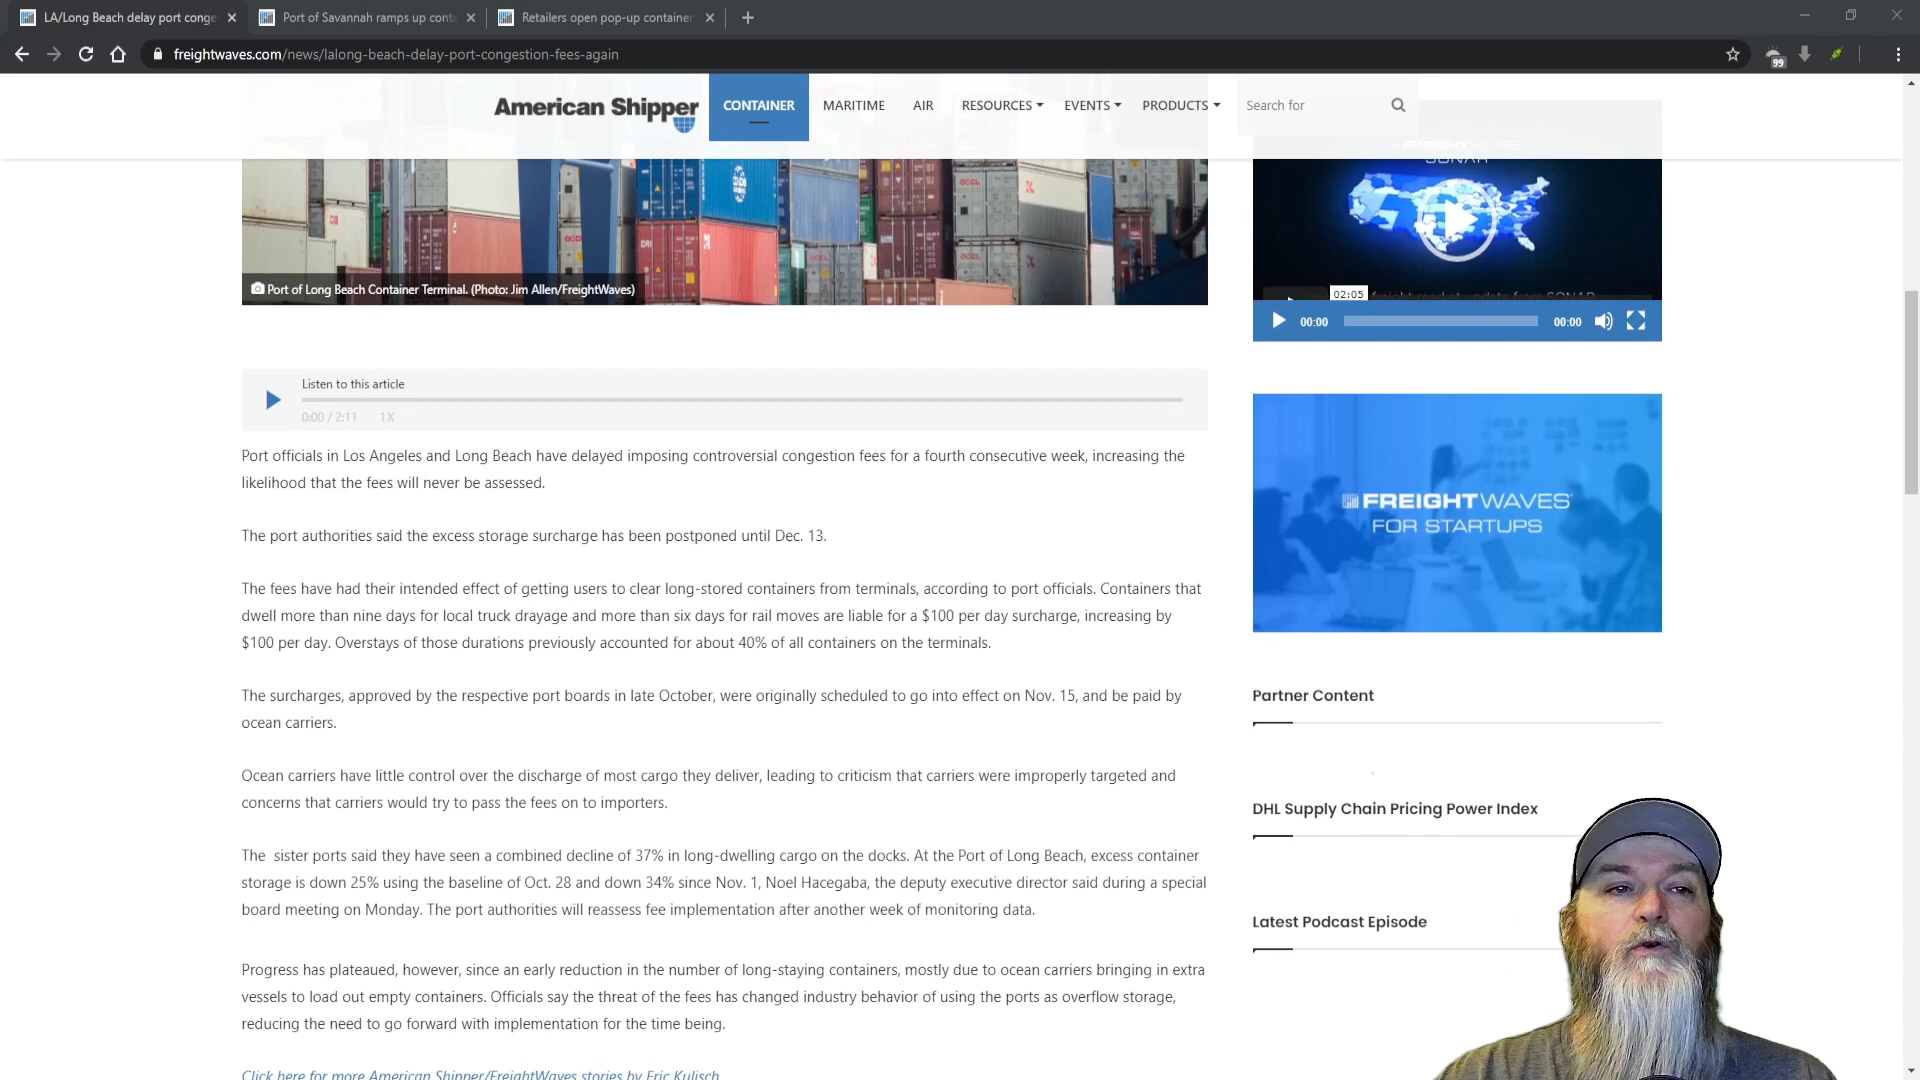 LA/Long Beach delay port conge
Port of Savannah ramps up conta
Retailers open pop-up container
freightwaves.com/news/lalong-beach-delay-port-congestion-fees-again
99
American Shipper
CONTAINER
MARITIME
AIR
RESOURCES
EVENTS
PRODUCTS
Search for
SONAR
Port of Long Beach Container Terminal. (Photo: Jim Allen/FreightWaves)
02:05
freight market update from SONAR
00:00
00:00
Listen to this article
0:00 / 2:11 1X
Port officials in Los Angeles and Long Beach have delayed imposing controversial congestion fees for a fourth consecutive week, increasing the
likelihood that the fees will never be assessed.
The port authorities said the excess storage surcharge has been postponed until Dec. 13.
The fees have had their intended effect of getting users to clear long-stored containers from terminals, according to port officials. Containers that
dwell more than nine days for local truck drayage and more than six days for rail moves are liable for a $100 per day surcharge, increasing by
$100 per day. Overstays of those durations previously accounted for about 40% of all containers on the terminals.
The surcharges, approved by the respective port boards in late October, were originally scheduled to go into effect on Nov. 15, and be paid by
ocean carriers.
Ocean carriers have little control over the discharge of most cargo they deliver, leading to criticism that carriers were improperly targeted and
concerns that carriers would try to pass the fees on to importers.
The  sister ports said they have seen a combined decline of 37% in long-dwelling cargo on the docks. At the Port of Long Beach, excess container
storage is down 25% using the baseline of Oct. 28 and down 34% since Nov. 1, Noel Hacegaba, the deputy executive director said during a special
board meeting on Monday. The port authorities will reassess fee implementation after another week of monitoring data.
Progress has plateaued, however, since an early reduction in the number of long-staying containers, mostly due to ocean carriers bringing in extra
vessels to load out empty containers. Officials say the threat of the fees has changed industry behavior of using the ports as overflow storage,
reducing the need to go forward with implementation for the time being.
Click here for more American Shipper/FreightWaves stories by Eric Kulisch
FREIGHTWAVES
FOR STARTUPS
Partner Content
DHL Supply Chain Pricing Power Index
Latest Podcast Episode